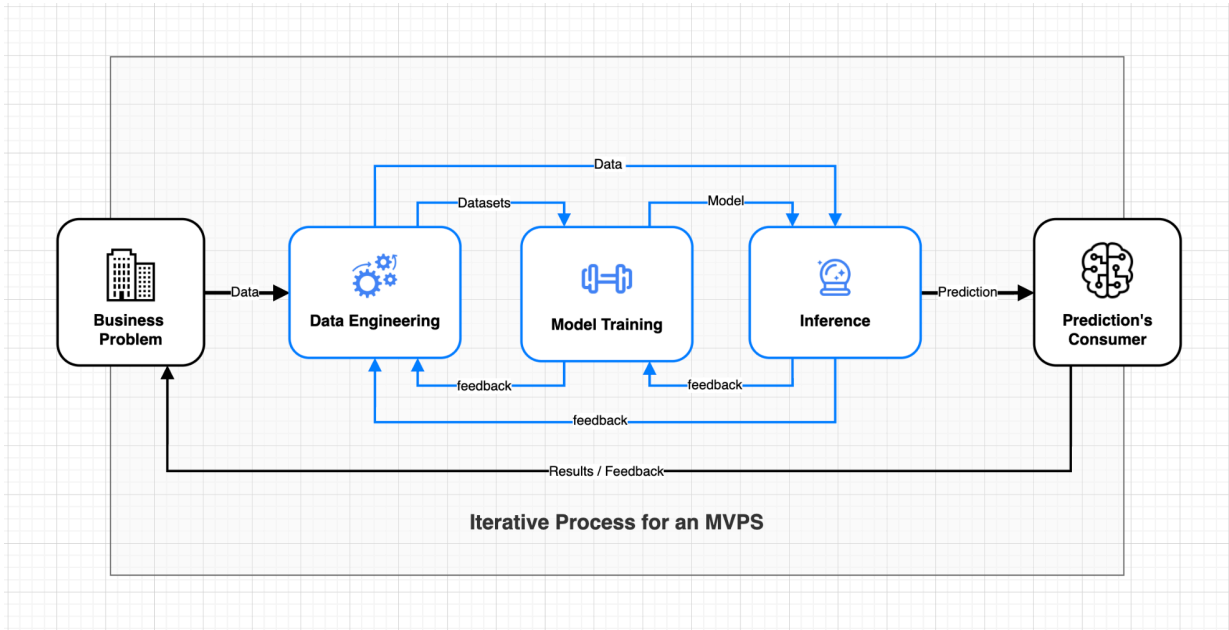 Data
Datasets
Model
Data
Prediction
Business
Problem
Data Engineering
Model Training
Inference
Prediction's
Consumer
feedback
feedback
feedback
Results / Feedback
Iterative Process for an MVPS